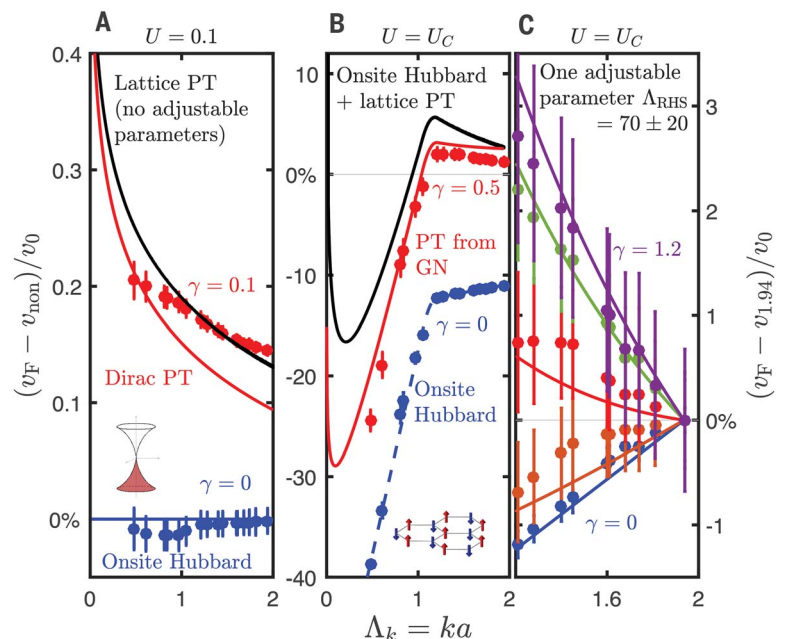 A
U = 0.1
B
U = U_C
C
U = U_C
0.4
0.3
0.2
0.1
0%
(v_F − v_non)/v_0
Lattice PT
(no adjustable
parameters)
γ = 0.1
Dirac PT
γ = 0
Onsite Hubbard
0
1
2
10
0%
-10
-20
-30
-40
Onsite Hubbard
+ lattice PT
γ = 0.5
PT from
GN
γ = 0
Onsite
Hubbard
0
1
2
Λ_k = ka
One adjustable
parameter Λ_RHS
= 70 ± 20
γ = 1.2
γ = 0
1.6
2
3
2
1
0%
-1
(v_F − v_1.94)/v_0